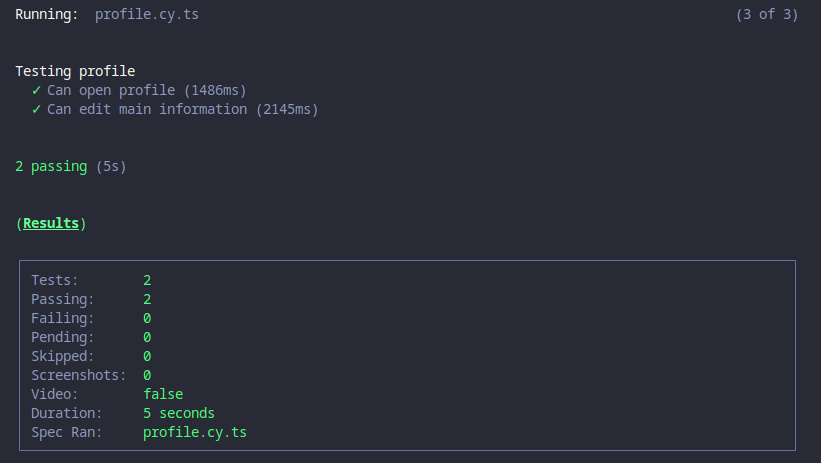 Running: profile.cy.ts (3 of 3)
Testing profile
✓ Can open profile (1486ms)
✓ Can edit main information (2145ms)
2 passing (5s)
(Results)
Tests: 2
Passing: 2
Failing: 0
Pending: 0
Skipped: 0
Screenshots: 0
Video: false
Duration: 5 seconds
Spec Ran: profile.cy.ts